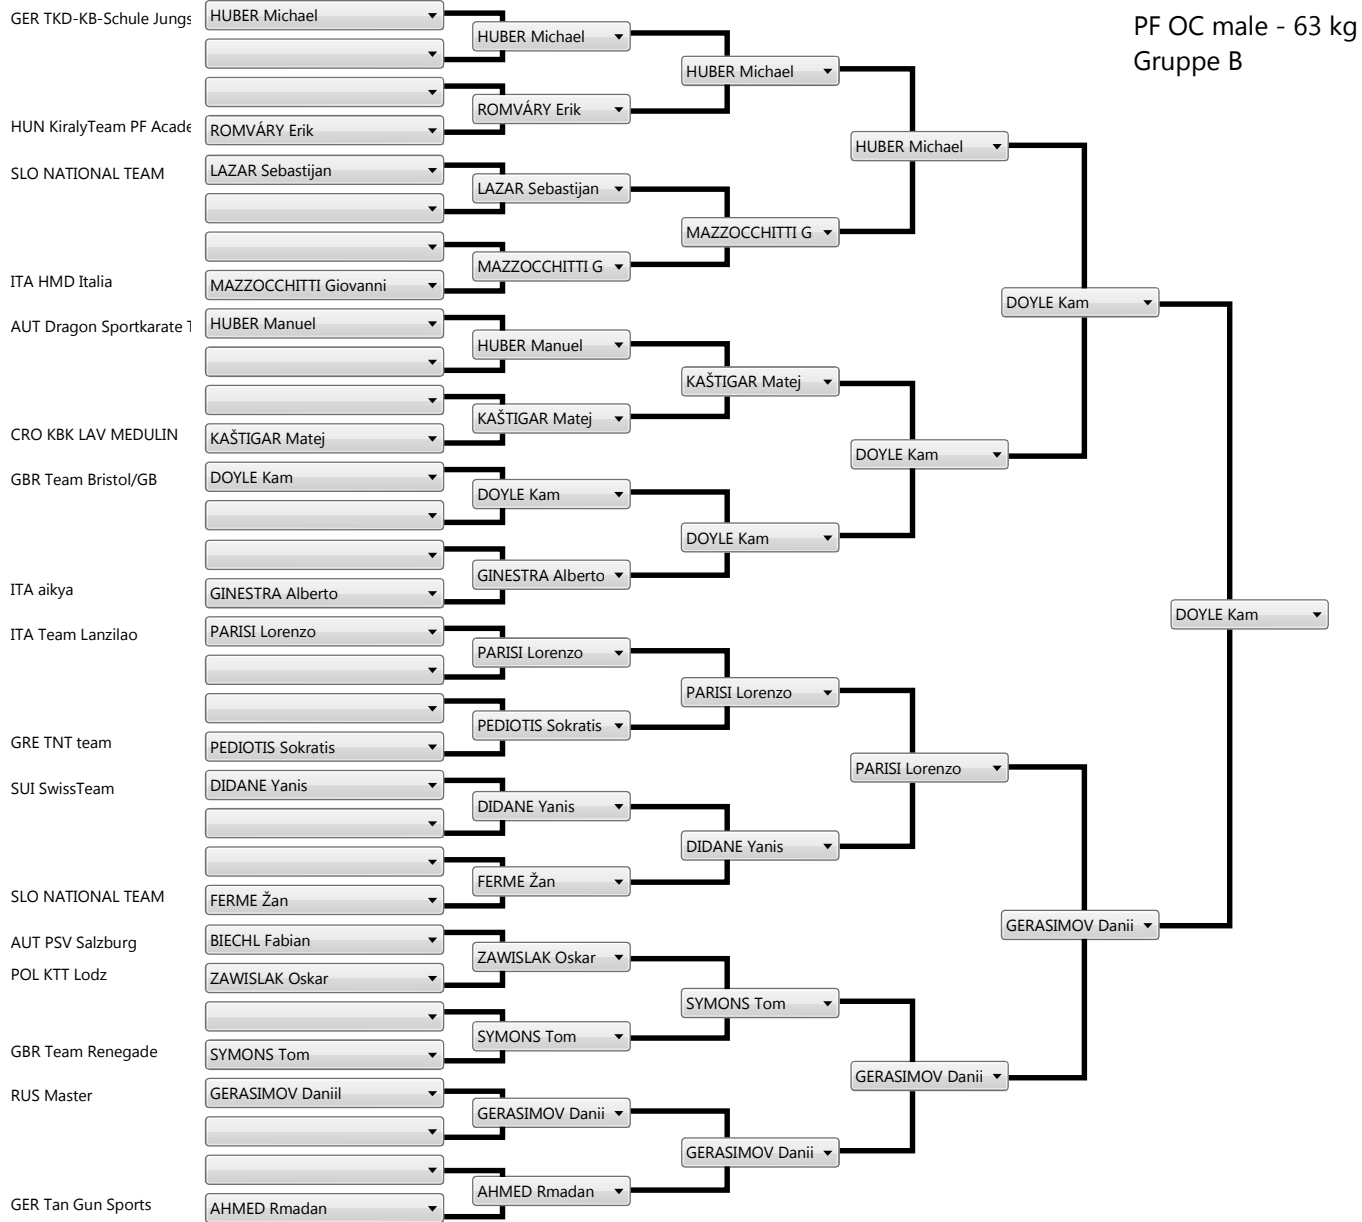 PF OC male - 63 kg
Gruppe B
GER TKD-KB-Schule Jungs
HUBER Michael
HUBER Michael
HUBER Michael
ROMVÁRY Erik
HUN KiralyTeam PF Acade
ROMVÁRY Erik
HUBER Michael
SLO NATIONAL TEAM
LAZAR Sebastijan
LAZAR Sebastijan
MAZZOCCHITTI G
MAZZOCCHITTI G
ITA HMD Italia
MAZZOCCHITTI Giovanni
DOYLE Kam
AUT Dragon Sportkarate T
HUBER Manuel
HUBER Manuel
KAŠTIGAR Matej
KAŠTIGAR Matej
CRO KBK LAV MEDULIN
KAŠTIGAR Matej
DOYLE Kam
GBR Team Bristol/GB
DOYLE Kam
DOYLE Kam
DOYLE Kam
GINESTRA Alberto
ITA aikya
GINESTRA Alberto
DOYLE Kam
ITA Team Lanzilao
PARISI Lorenzo
PARISI Lorenzo
PARISI Lorenzo
PEDIOTIS Sokratis
GRE TNT team
PEDIOTIS Sokratis
PARISI Lorenzo
SUI SwissTeam
DIDANE Yanis
DIDANE Yanis
DIDANE Yanis
FERME Žan
SLO NATIONAL TEAM
FERME Žan
GERASIMOV Danii
AUT PSV Salzburg
BIECHL Fabian
ZAWISLAK Oskar
POL KTT Lodz
ZAWISLAK Oskar
SYMONS Tom
SYMONS Tom
GBR Team Renegade
SYMONS Tom
GERASIMOV Danii
RUS Master
GERASIMOV Daniil
GERASIMOV Danii
GERASIMOV Danii
AHMED Rmadan
GER Tan Gun Sports
AHMED Rmadan